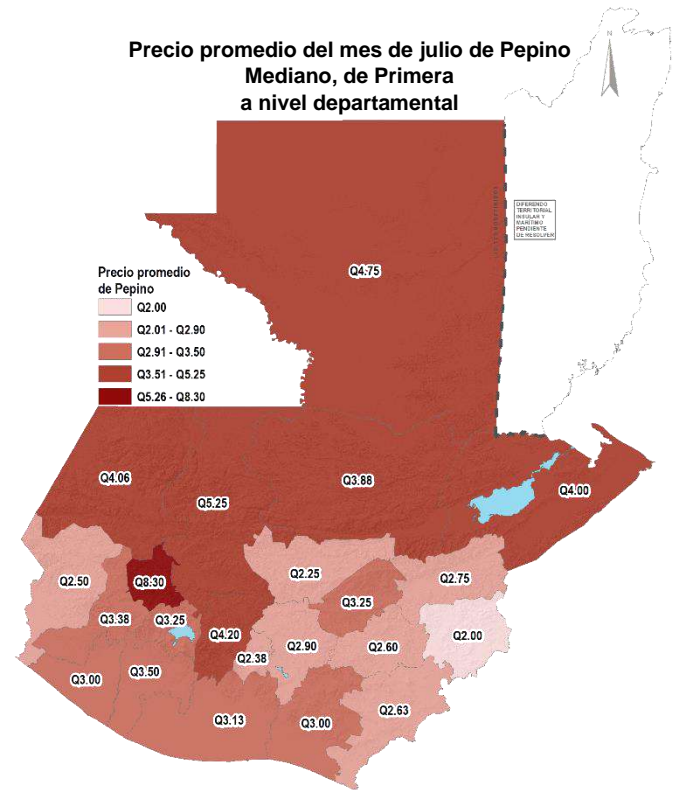 Precio promedio del mes de julio de Pepino
Mediano, de Primera
a nivel departamental
N
DIFERENDO
TERRITORIAL
INSULAR Y
MARÍTIMO
PENDIENTE
DE RESOLVER
Q4.75
Precio promedio
de Pepino
Q2.00
Q2.01 - Q2.90
Q2.91 - Q3.50
Q3.51 - Q5.25
Q5.26 - Q8.30
Q4.06
Q5.25
Q3.88
Q4.00
Q2.50
Q8.30
Q2.25
Q2.75
Q3.25
Q3.38
Q3.25
Q4.20
Q2.38
Q2.90
Q2.60
Q2.00
Q3.00
Q3.50
Q3.13
Q3.00
Q2.63